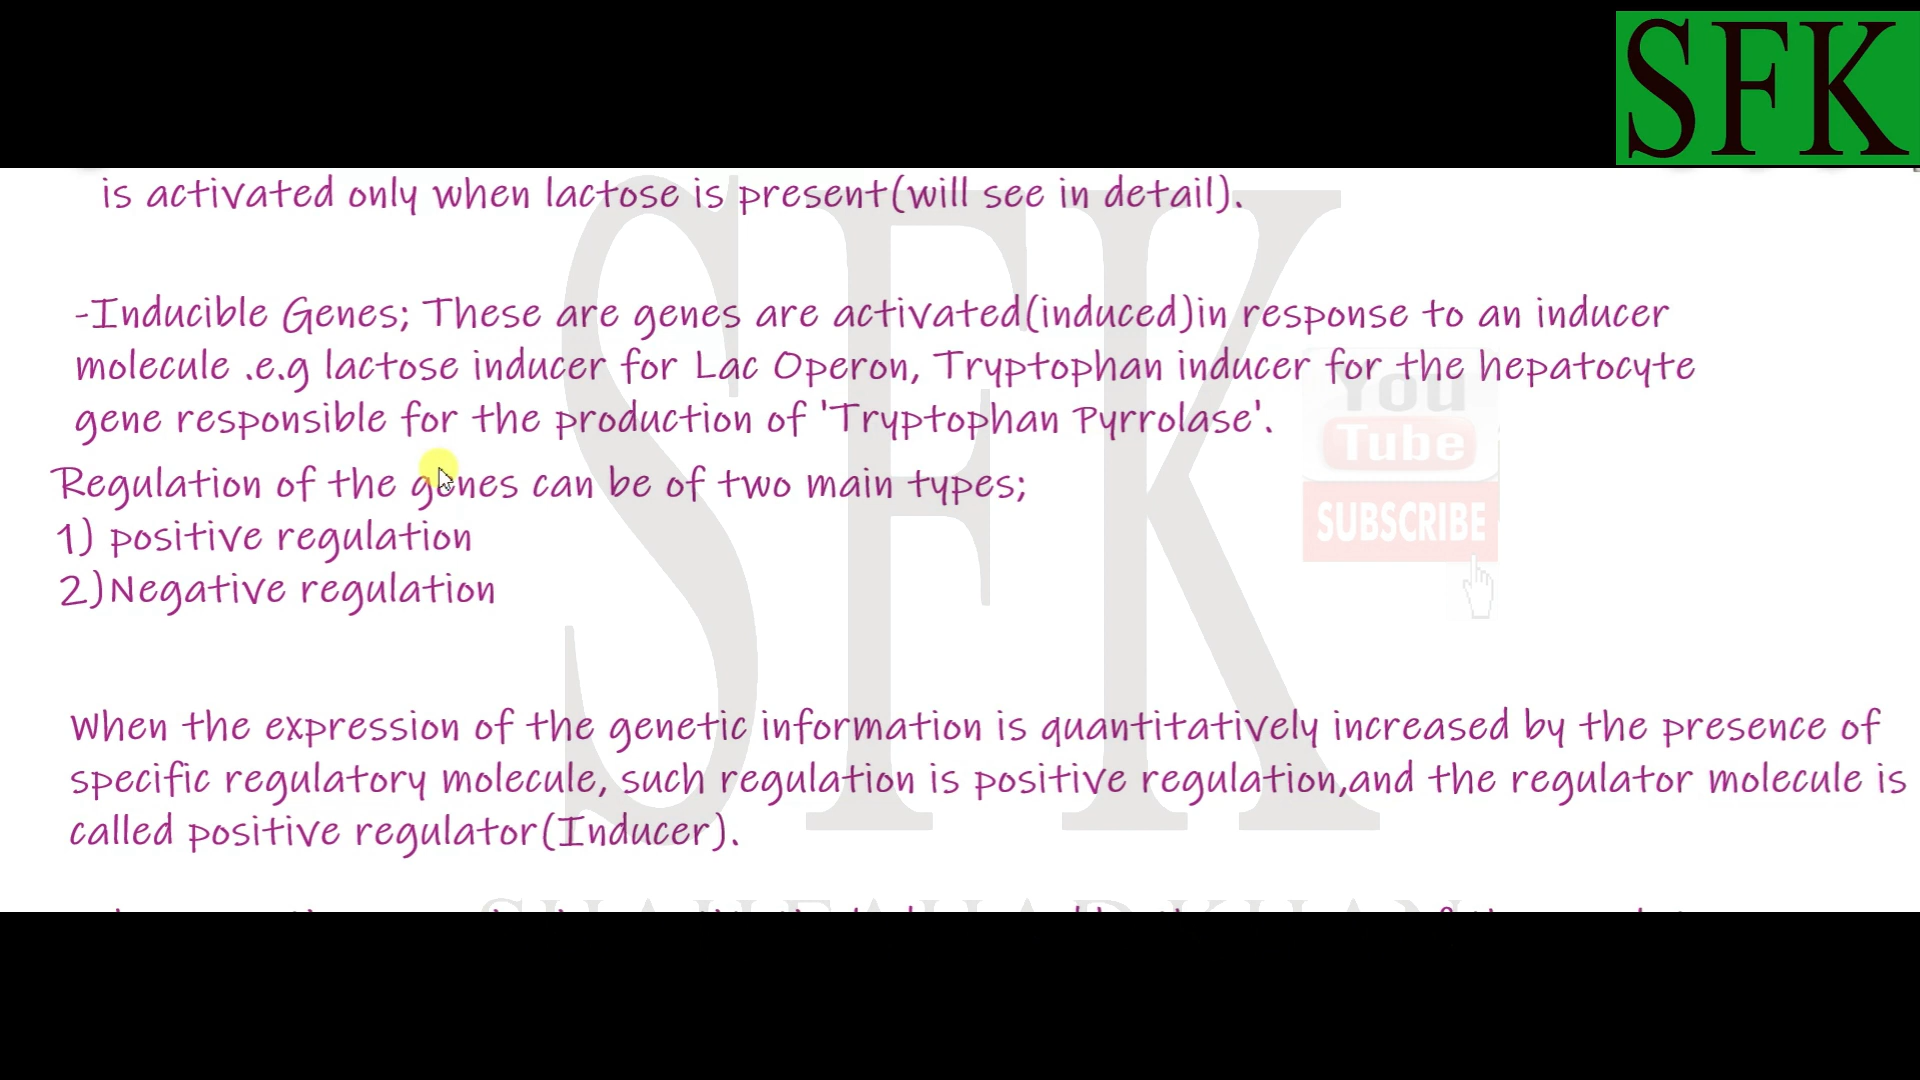 SFK
is activated only when lactose is present(will see in detail).
-Inducible Genes; These are genes are activated(induced)in response to an inducer
molecule .e.g lactose inducer for Lac Operon, Tryptophan inducer for the hepatocyte
gene responsible for the production of 'Tryptophan Pyrrolase'.
You
Tube
SUBSCRIBE
Regulation of the genes can be of two main types;
1) positive regulation
2)Negative regulation
SFK
When the expression of the genetic information is quantitatively increased by the presence of
specific regulatory molecule, such regulation is positive regulation,and the regulator molecule is
called positive regulator(Inducer).